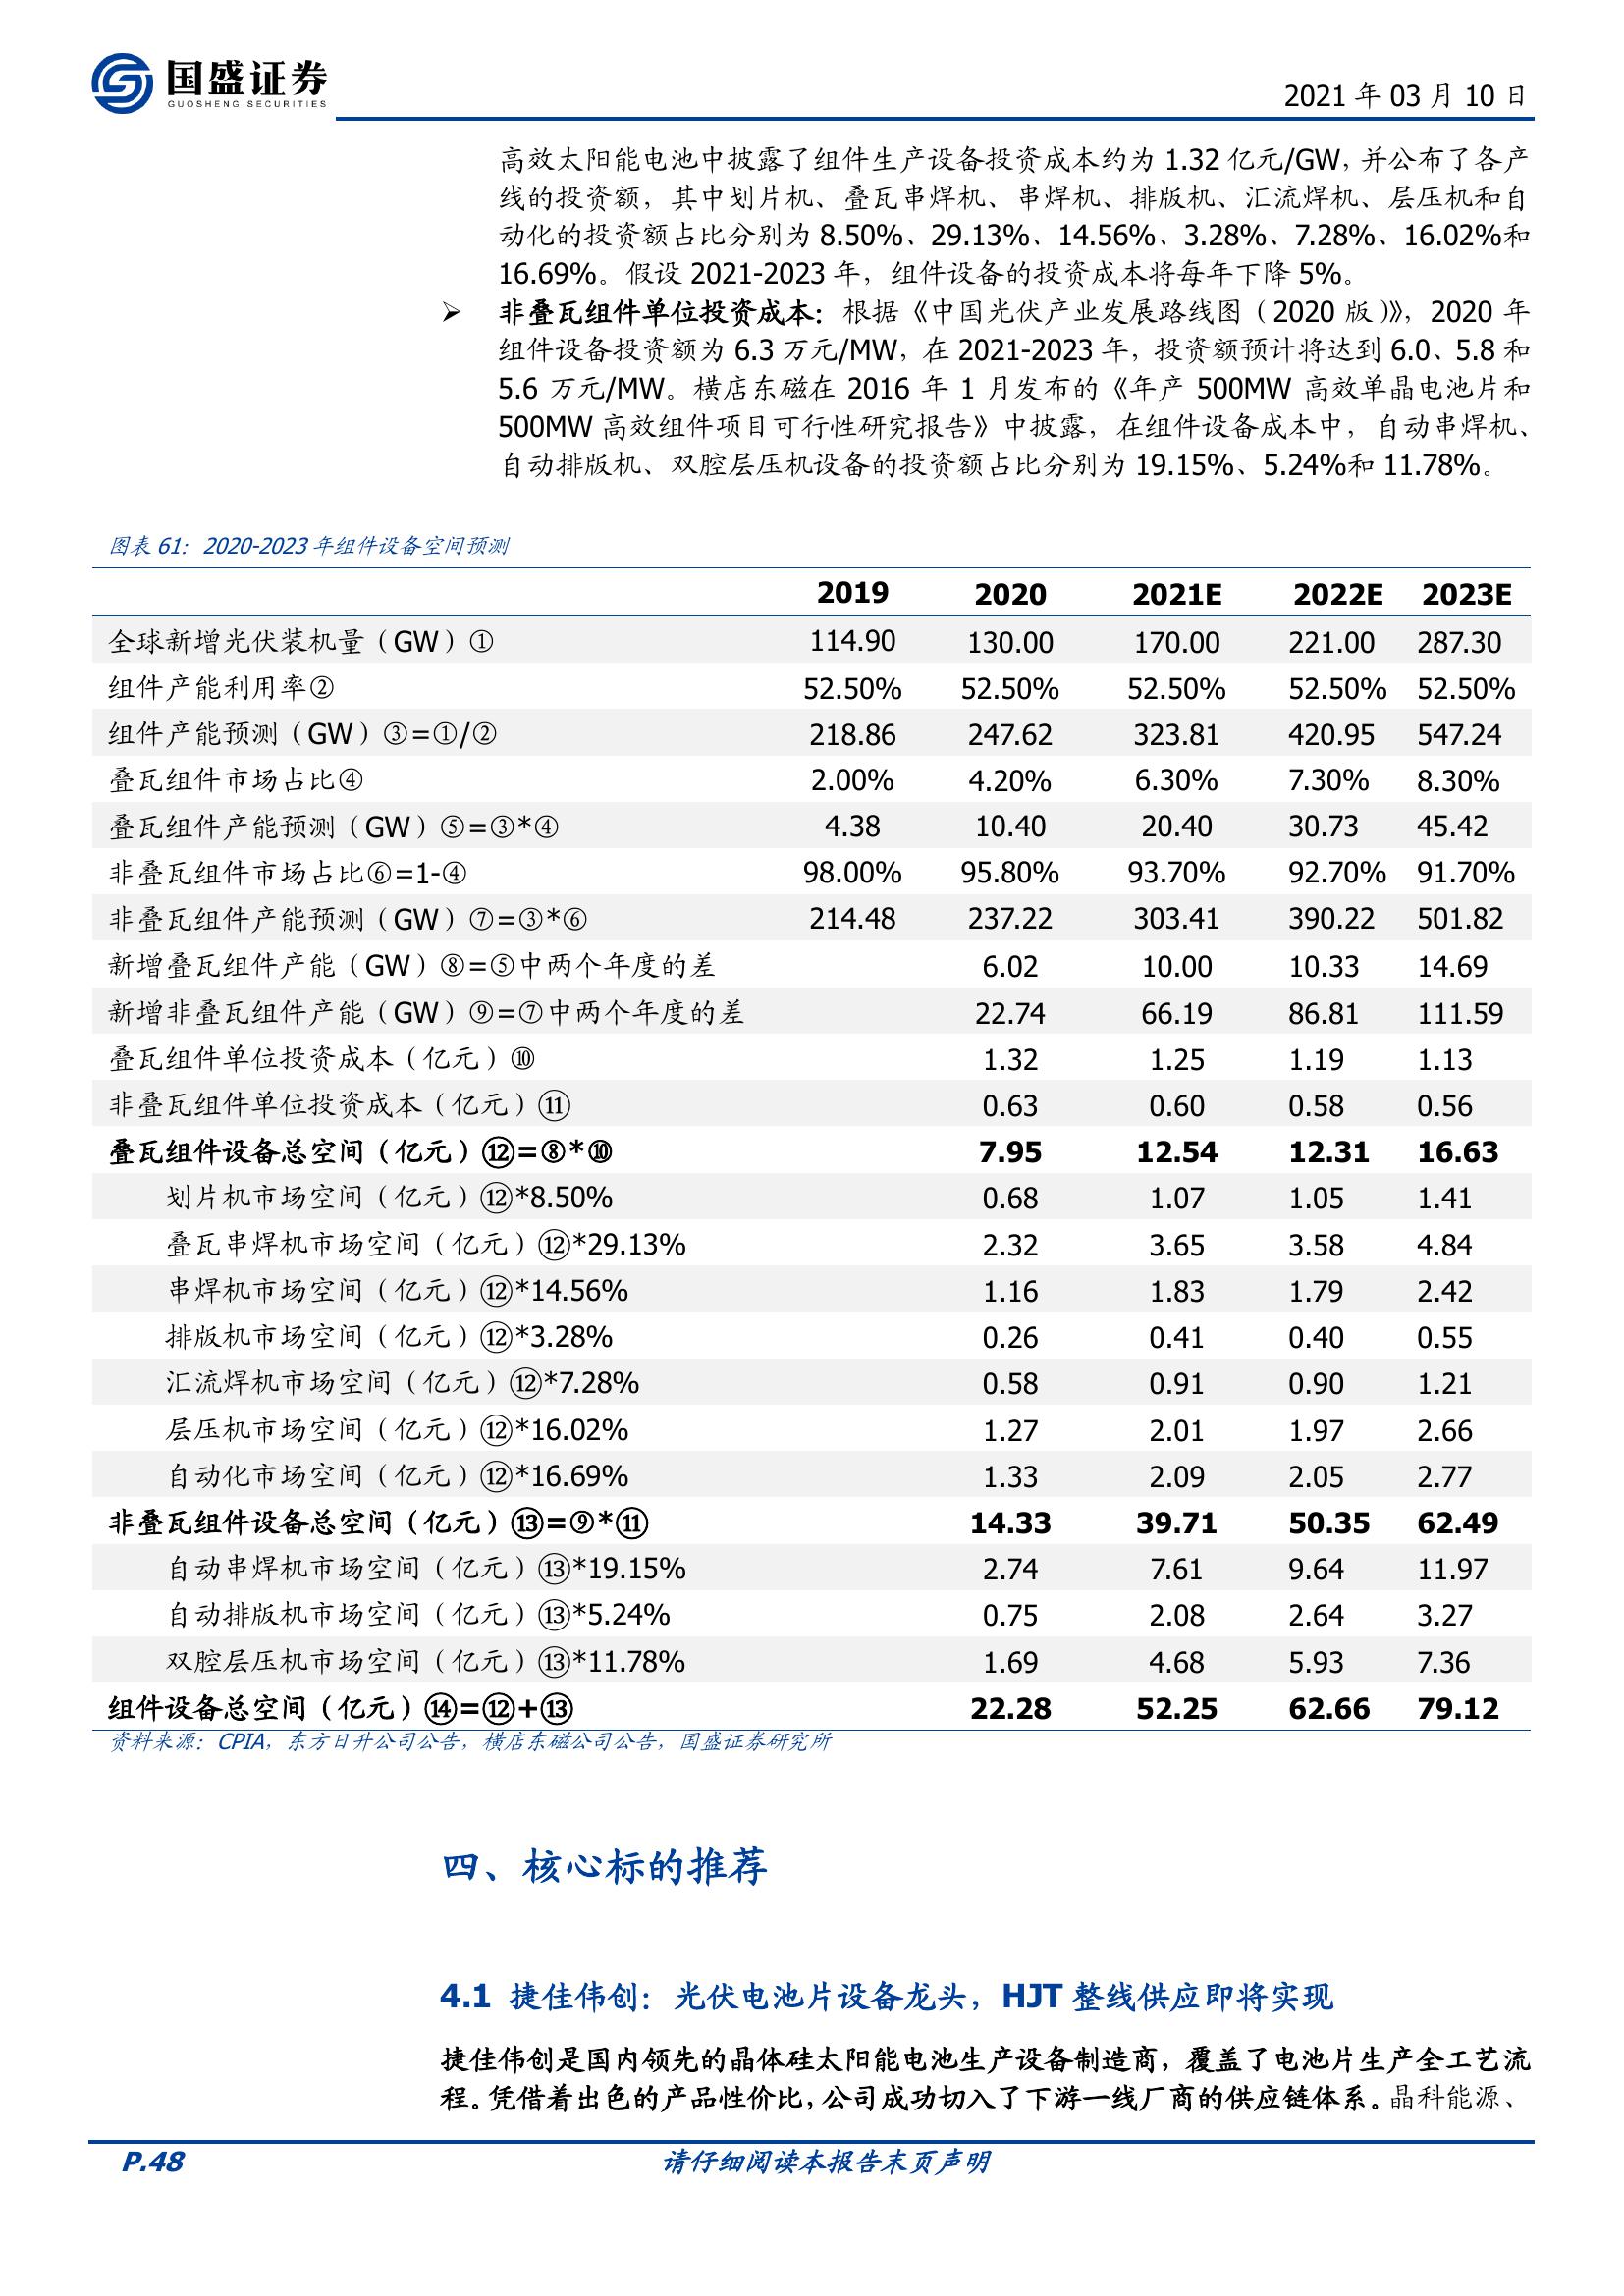 国盛证券
GUOSHENG SECURITIES
2021 年 03 月 10 日
高效太阳能电池中披露了组件生产设备投资成本约为 1.32 亿元/GW，并公布了各产
线的投资额，其中划片机、叠瓦串焊机、串焊机、排版机、汇流焊机、层压机和自
动化的投资额占比分别为 8.50%、29.13%、14.56%、3.28%、7.28%、16.02%和
16.69%。假设 2021-2023 年，组件设备的投资成本将每年下降 5%。
➢ 非叠瓦组件单位投资成本：根据《中国光伏产业发展路线图（2020 版）》，2020 年
组件设备投资额为 6.3 万元/MW，在 2021-2023 年，投资额预计将达到 6.0、5.8 和
5.6 万元/MW。横店东磁在 2016 年 1 月发布的《年产 500MW 高效单晶电池片和
500MW 高效组件项目可行性研究报告》中披露，在组件设备成本中，自动串焊机、
自动排版机、双腔层压机设备的投资额占比分别为 19.15%、5.24%和 11.78%。
图表 61：2020-2023 年组件设备空间预测
2019 2020 2021E 2022E 2023E
全球新增光伏装机量（GW）① 114.90 130.00 170.00 221.00 287.30
组件产能利用率② 52.50% 52.50% 52.50% 52.50% 52.50%
组件产能预测（GW）③=①/② 218.86 247.62 323.81 420.95 547.24
叠瓦组件市场占比④ 2.00% 4.20% 6.30% 7.30% 8.30%
叠瓦组件产能预测（GW）⑤=③*④ 4.38 10.40 20.40 30.73 45.42
非叠瓦组件市场占比⑥=1-④ 98.00% 95.80% 93.70% 92.70% 91.70%
非叠瓦组件产能预测（GW）⑦=③*⑥ 214.48 237.22 303.41 390.22 501.82
新增叠瓦组件产能（GW）⑧=⑤中两个年度的差 6.02 10.00 10.33 14.69
新增非叠瓦组件产能（GW）⑨=⑦中两个年度的差 22.74 66.19 86.81 111.59
叠瓦组件单位投资成本（亿元）⑩ 1.32 1.25 1.19 1.13
非叠瓦组件单位投资成本（亿元）⑪ 0.63 0.60 0.58 0.56
叠瓦组件设备总空间（亿元）⑫=⑧*⑩ 7.95 12.54 12.31 16.63
划片机市场空间（亿元）⑫*8.50% 0.68 1.07 1.05 1.41
叠瓦串焊机市场空间（亿元）⑫*29.13% 2.32 3.65 3.58 4.84
串焊机市场空间（亿元）⑫*14.56% 1.16 1.83 1.79 2.42
排版机市场空间（亿元）⑫*3.28% 0.26 0.41 0.40 0.55
汇流焊机市场空间（亿元）⑫*7.28% 0.58 0.91 0.90 1.21
层压机市场空间（亿元）⑫*16.02% 1.27 2.01 1.97 2.66
自动化市场空间（亿元）⑫*16.69% 1.33 2.09 2.05 2.77
非叠瓦组件设备总空间（亿元）⑬=⑨*⑪ 14.33 39.71 50.35 62.49
自动串焊机市场空间（亿元）⑬*19.15% 2.74 7.61 9.64 11.97
自动排版机市场空间（亿元）⑬*5.24% 0.75 2.08 2.64 3.27
双腔层压机市场空间（亿元）⑬*11.78% 1.69 4.68 5.93 7.36
组件设备总空间（亿元）⑭=⑫+⑬ 22.28 52.25 62.66 79.12
资料来源：CPIA，东方日升公司公告，横店东磁公司公告，国盛证券研究所
四、核心标的推荐
4.1 捷佳伟创：光伏电池片设备龙头，HJT 整线供应即将实现
捷佳伟创是国内领先的晶体硅太阳能电池生产设备制造商，覆盖了电池片生产全工艺流
程。凭借着出色的产品性价比，公司成功切入了下游一线厂商的供应链体系。晶科能源、
P.48 请仔细阅读本报告末页声明